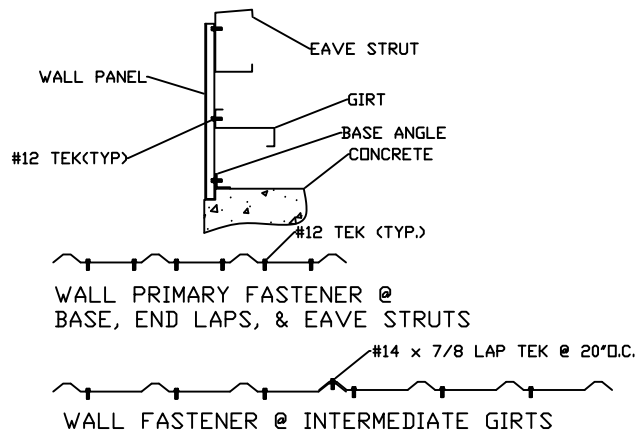 EAVE STRUT
WALL PANEL
GIRT
#12 TEK(TYP)
BASE ANGLE
CONCRETE
#12 TEK (TYP.)
WALL PRIMARY FASTENER @
BASE, END LAPS, & EAVE STRUTS
#14 x 7/8 LAP TEK @ 20"O.C.
WALL FASTENER @ INTERMEDIATE GIRTS